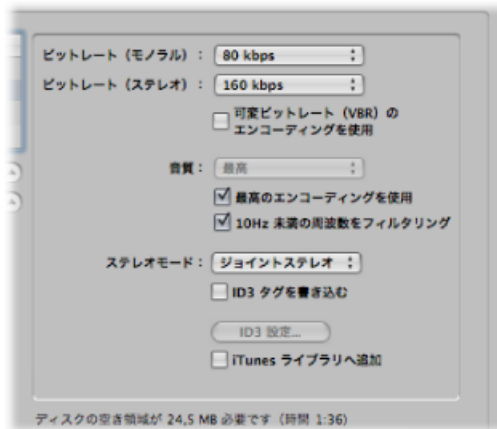 ビットレート（モノラル）： 80 kbps
ビットレート（ステレオ）： 160 kbps
可変ビットレート（VBR）の
エンコーディングを使用
音質： 最高
最高のエンコーディングを使用
10Hz 未満の周波数をフィルタリング
ステレオモード： ジョイントステレオ
ID3 タグを書き込む
ID3 設定...
iTunes ライブラリへ追加
ディスクの空き領域が 24,5 MB 必要です（時間 1:36）